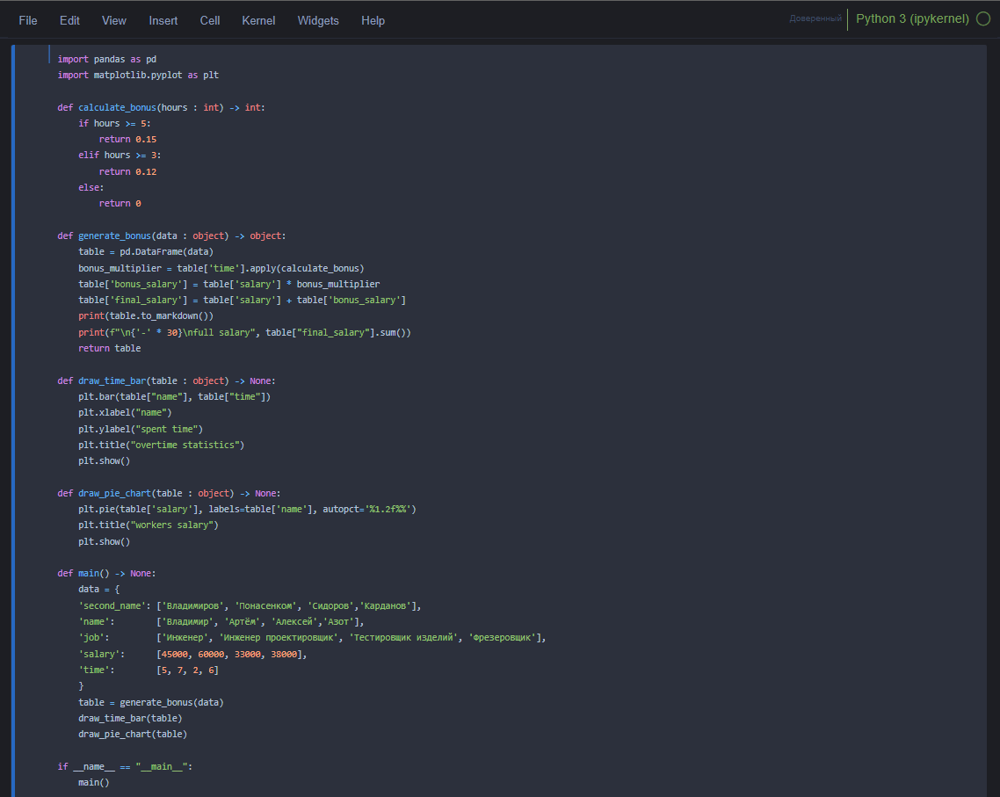 File Edit View Insert Cell Kernel Widgets Help Доверенный Python 3 (ipykernel)
import pandas as pd
import matplotlib.pyplot as plt

def calculate_bonus(hours : int) -> int:
    if hours >= 5:
        return 0.15
    elif hours >= 3:
        return 0.12
    else:
        return 0

def generate_bonus(data : object) -> object:
    table = pd.DataFrame(data)
    bonus_multiplier = table['time'].apply(calculate_bonus)
    table['bonus_salary'] = table['salary'] * bonus_multiplier
    table['final_salary'] = table['salary'] + table['bonus_salary']
    print(table.to_markdown())
    print(f"\n{'-' * 30}\nfull salary", table["final_salary"].sum())
    return table

def draw_time_bar(table : object) -> None:
    plt.bar(table["name"], table["time"])
    plt.xlabel("name")
    plt.ylabel("spent time")
    plt.title("overtime statistics")
    plt.show()

def draw_pie_chart(table : object) -> None:
    plt.pie(table['salary'], labels=table['name'], autopct='%1.2f%%')
    plt.title("workers salary")
    plt.show()

def main() -> None:
    data = {
    'second_name': ['Владимиров', 'Понасенком', 'Сидоров','Карданов'],
    'name':        ['Владимир', 'Артём', 'Алексей','Азот'],
    'job':         ['Инженер', 'Инженер проектировщик', 'Тестировщик изделий', 'Фрезеровщик'],
    'salary':      [45000, 60000, 33000, 38000],
    'time':        [5, 7, 2, 6]
    }
    table = generate_bonus(data)
    draw_time_bar(table)
    draw_pie_chart(table)

if __name__ == "__main__":
    main()